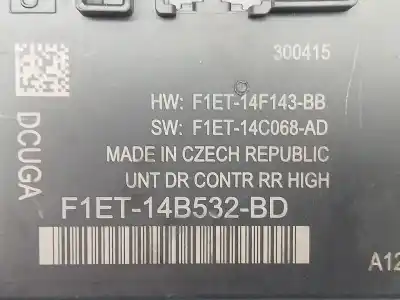 300415
HW: F1ET-14F143-BB
SW: F1ET-14C068-AD
MADE IN CZECH REPUBLIC
UNT DR CONTR RR HIGH
F1ET-14B532-BD
DCUGA
A12